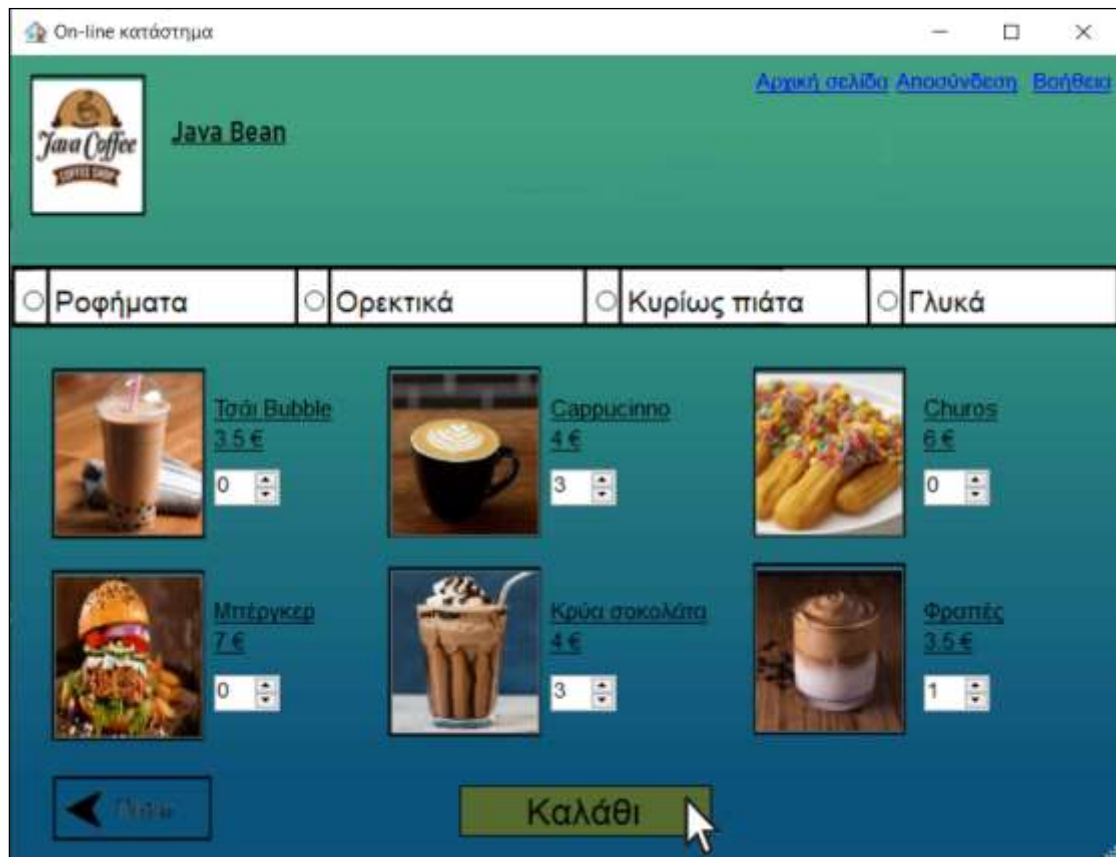 On-line κατάστημα
Αρχική σελίδα Αποσύνδεση Βοήθεια
Java Coffee
COFFEE SHOP
Java Bean
Ροφήματα Ορεκτικά Κυρίως πιάτα Γλυκά
Τσάι Bubble
3.5 €
0
Cappucinno
4 €
3
Churos
6 €
0
Μπέργκερ
7 €
0
Κρύα σοκολάτα
4 €
3
Φραπές
3.5 €
1
Καλάθι